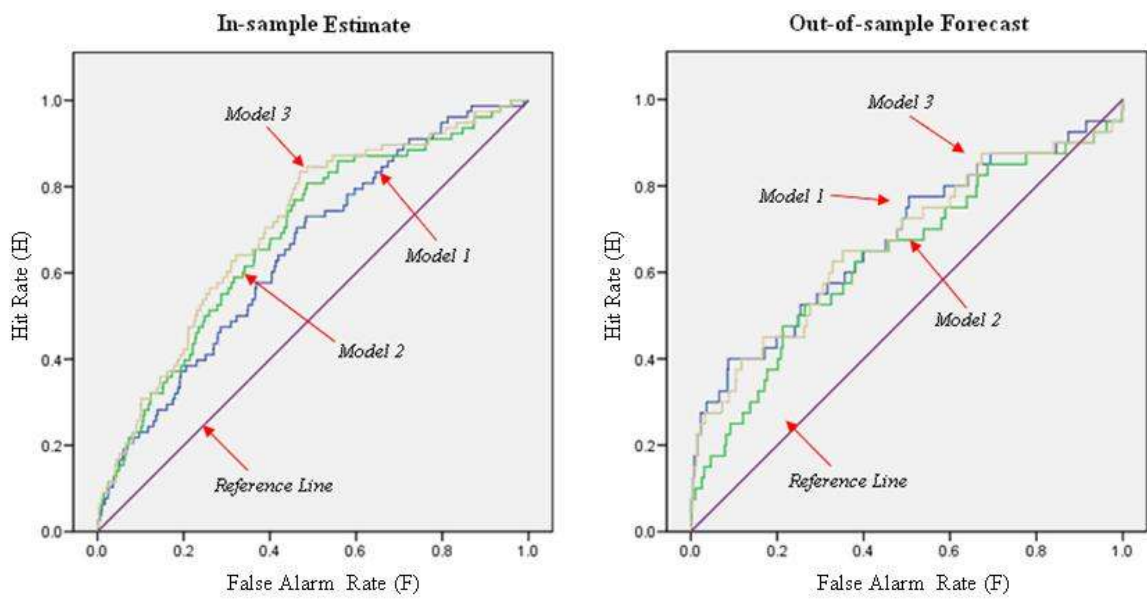 In-sample Estimate
Model 3
Model 1
Model 2
Reference Line
Hit Rate (H)
1.0
0.8
0.6
0.4
0.2
0.0
0.0 0.2 0.4 0.6 0.8 1.0
False Alarm Rate (F)
Out-of-sample Forecast
Model 3
Model 1
Model 2
Reference Line
Hit Rate (H)
1.0
0.8
0.6
0.4
0.2
0.0
0.0 0.2 0.4 0.6 0.8 1.0
False Alarm Rate (F)